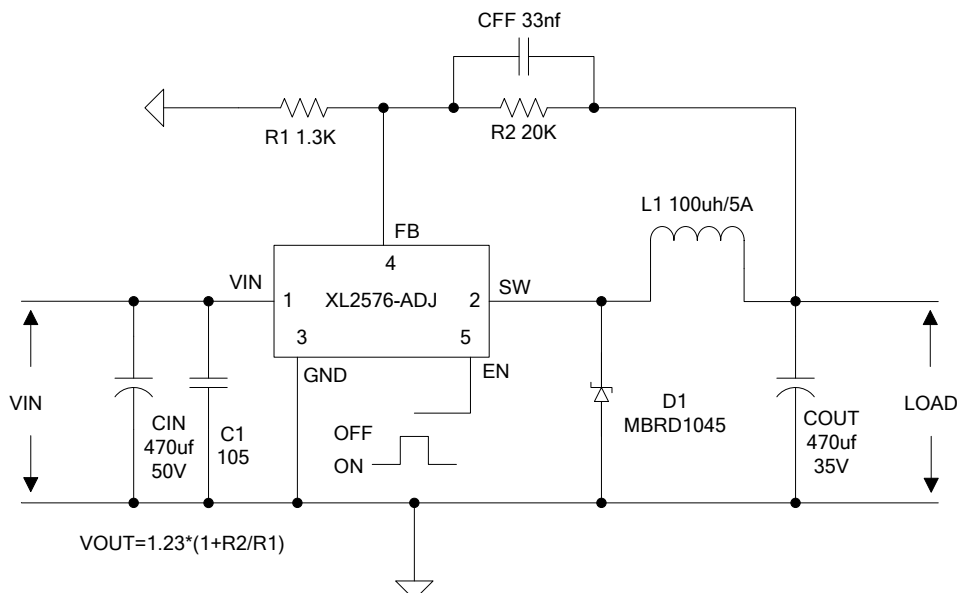 CFF 33nf
R1 1.3K
R2 20K
L1 100uh/5A
FB
4
VIN
1
XL2576-ADJ
2
SW
3
5
GND
EN
VIN
CIN
470uf
50V
C1
105
OFF
ON
D1
MBRD1045
COUT
470uf
35V
LOAD
VOUT=1.23*(1+R2/R1)